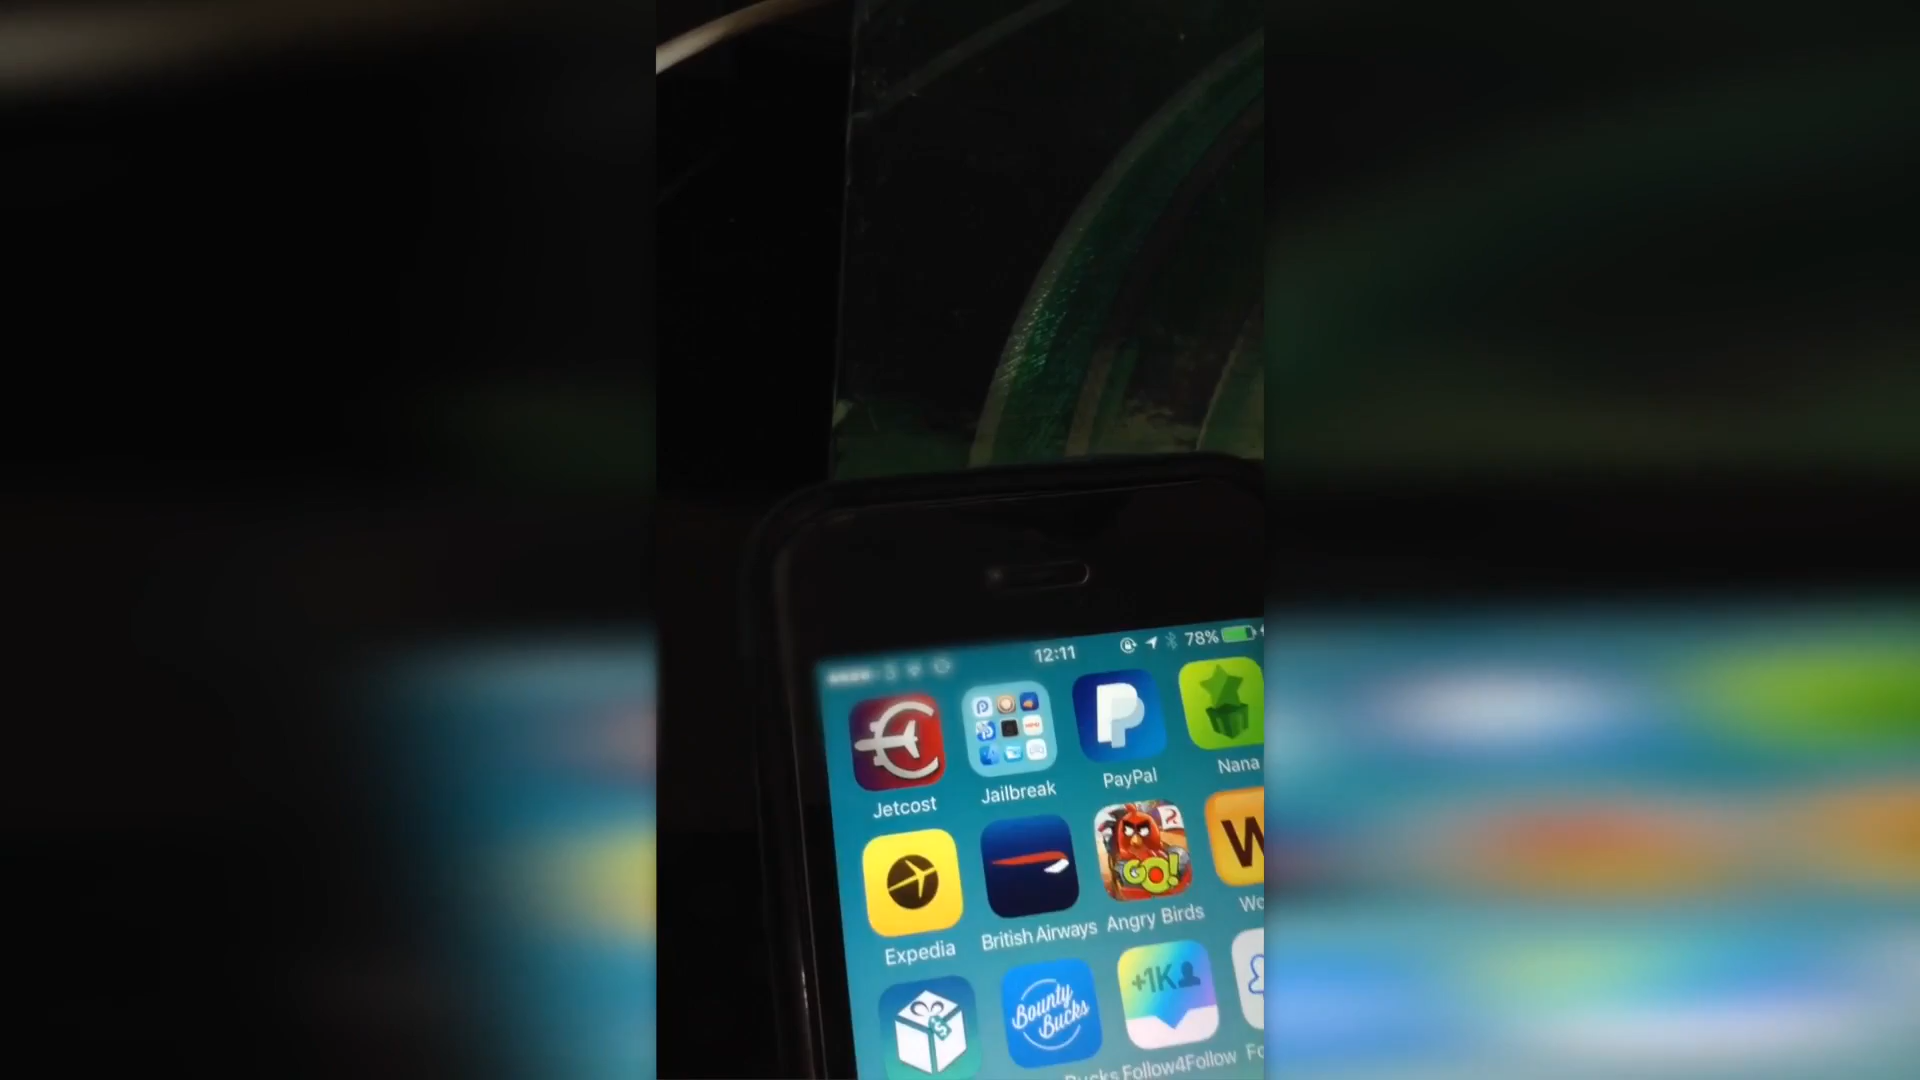 12:11 78%
Jetcost Jailbreak PayPal Nana
GO!
W
Expedia British Airways Angry Birds
+1K
Bounty
Bucks
Follow4Follow